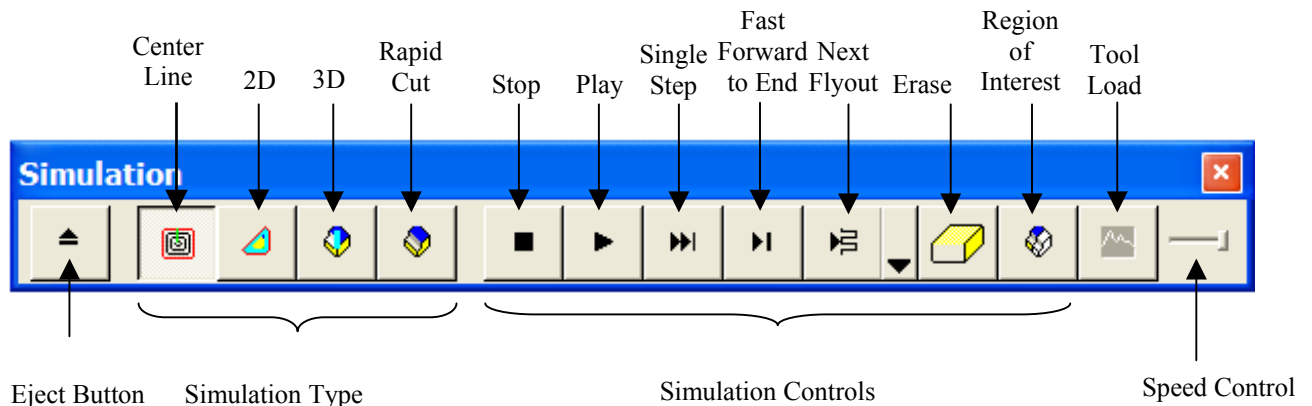 Center
Line
2D
3D
Rapid
Cut
Stop
Play
Single
Step
Fast
Forward
to End
Next
Flyout
Erase
Region
of
Interest
Tool
Load
Simulation
Eject Button
Simulation Type
Simulation Controls
Speed Control